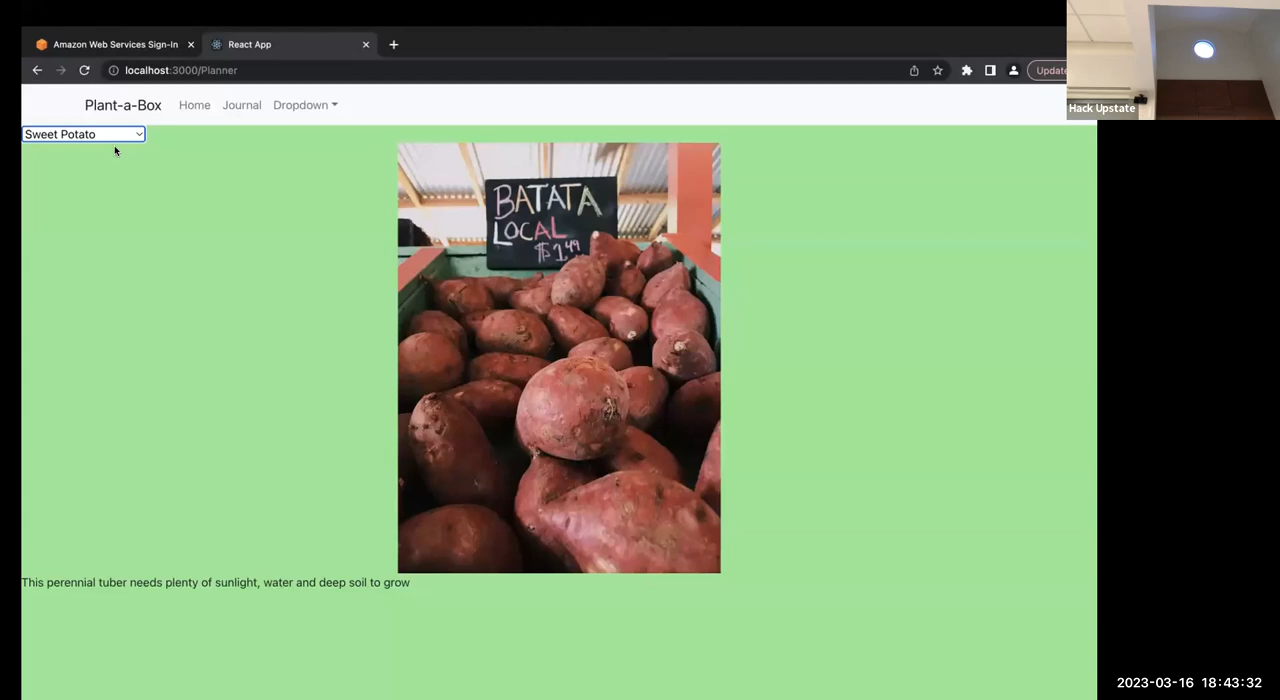 Amazon Web Services Sign-In
React App
localhost:3000/Planner
Update
Hack Upstate
Plant-a-Box Home Journal Dropdown
Sweet Potato
BATATA
LOCAL
$1.49
This perennial tuber needs plenty of sunlight, water and deep soil to grow
2023-03-16 18:43:32